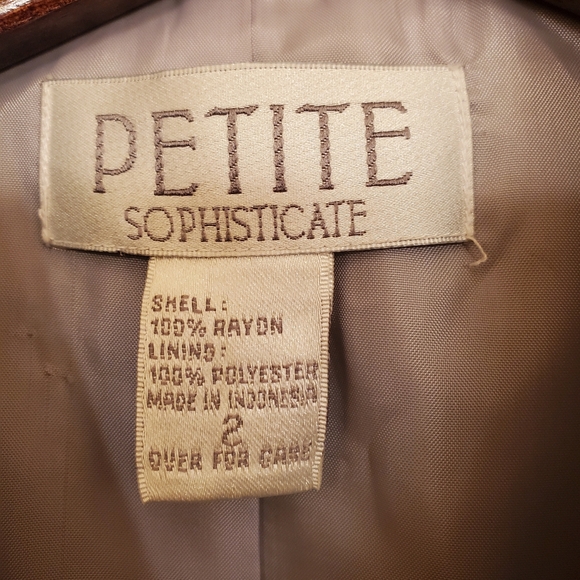 PETITE
SOPHISTICATE
SHELL:
100% RAYON
LINING:
100% POLYESTER
MADE IN INDONESIA
2
OVER FOR CARE